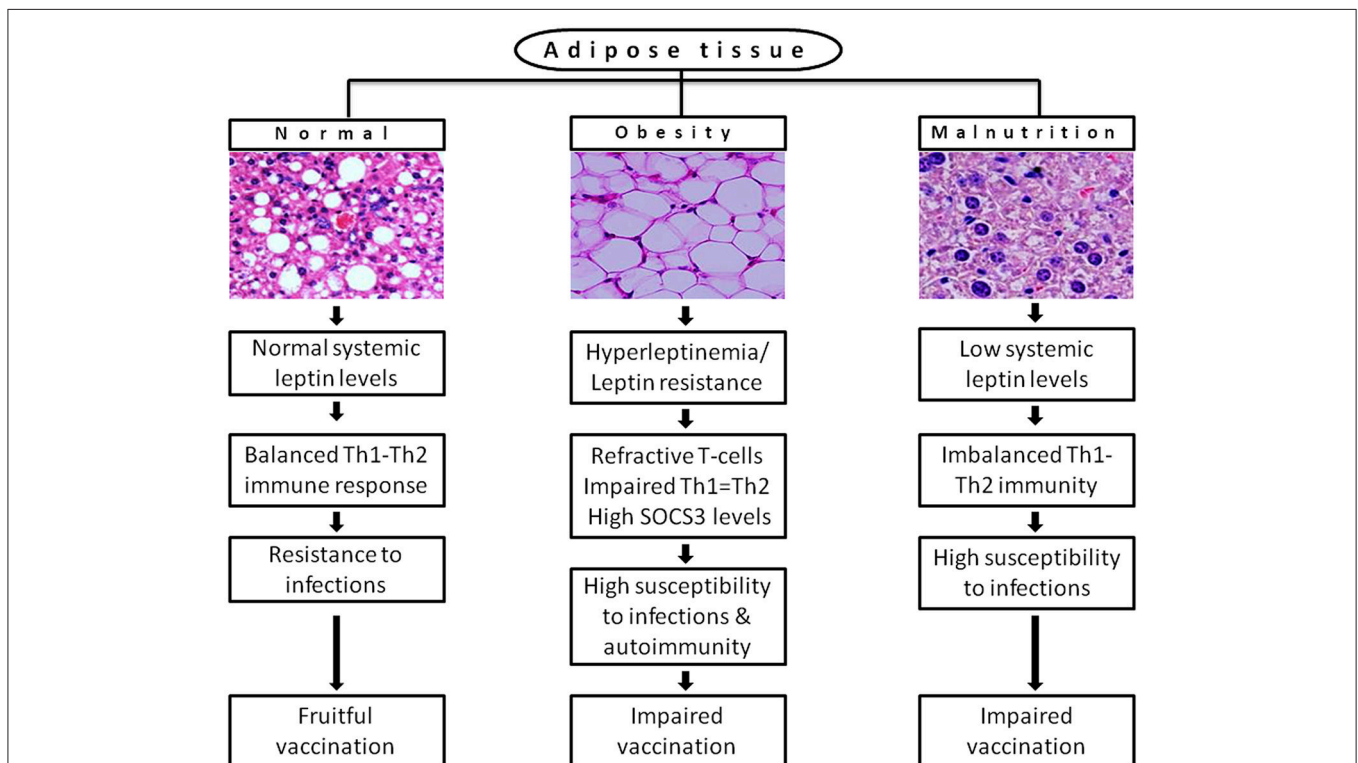 Adipose tissue
Normal
Normal systemic
leptin levels
Balanced Th1-Th2
immune response
Resistance to
infections
Fruitful
vaccination
Obesity
Hyperleptinemia/
Leptin resistance
Refractive T-cells
Impaired Th1=Th2
High SOCS3 levels
High susceptibility
to infections &
autoimmunity
Impaired
vaccination
Malnutrition
Low systemic
leptin levels
Imbalanced Th1-
Th2 immunity
High susceptibility
to infections
Impaired
vaccination